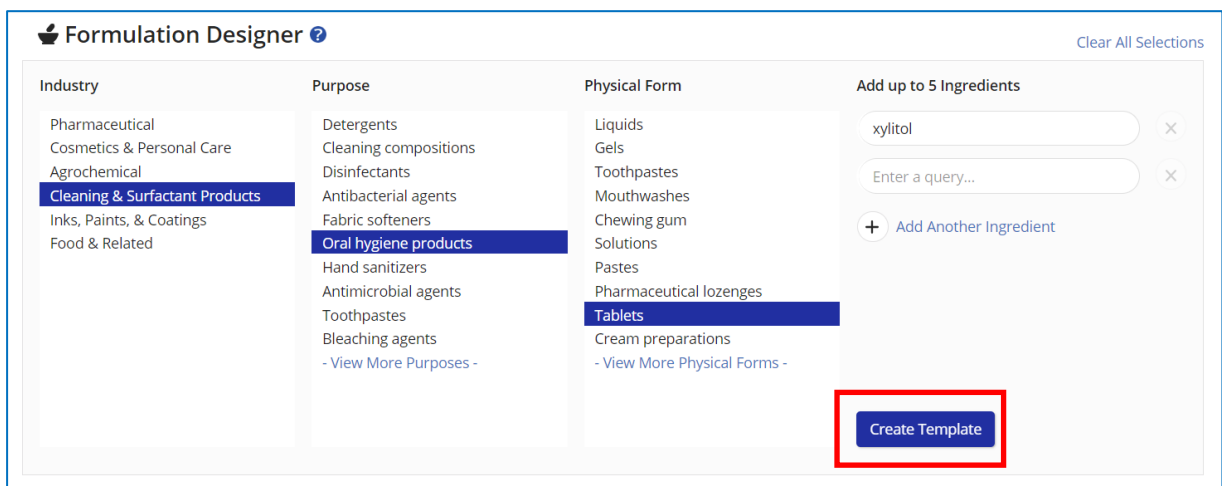 Formulation Designer ?
Clear All Selections
Industry
Pharmaceutical
Cosmetics & Personal Care
Agrochemical
Cleaning & Surfactant Products
Inks, Paints, & Coatings
Food & Related
Purpose
Detergents
Cleaning compositions
Disinfectants
Antibacterial agents
Fabric softeners
Oral hygiene products
Hand sanitizers
Antimicrobial agents
Toothpastes
Bleaching agents
- View More Purposes -
Physical Form
Liquids
Gels
Toothpastes
Mouthwashes
Chewing gum
Solutions
Pastes
Pharmaceutical lozenges
Tablets
Cream preparations
- View More Physical Forms -
Add up to 5 Ingredients
xylitol
Enter a query...
+ Add Another Ingredient
Create Template